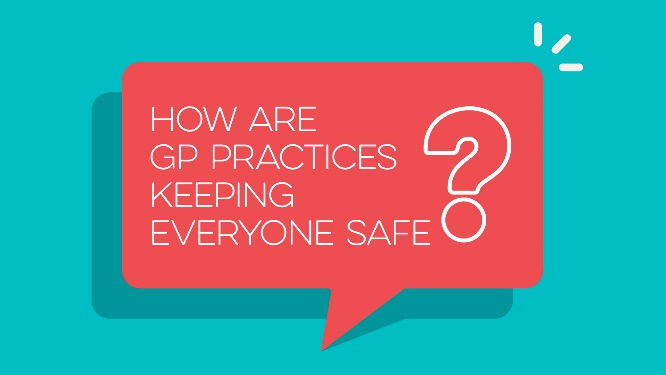 HOW ARE
GP PRACTICES
KEEPING
EVERYONE SAFE?